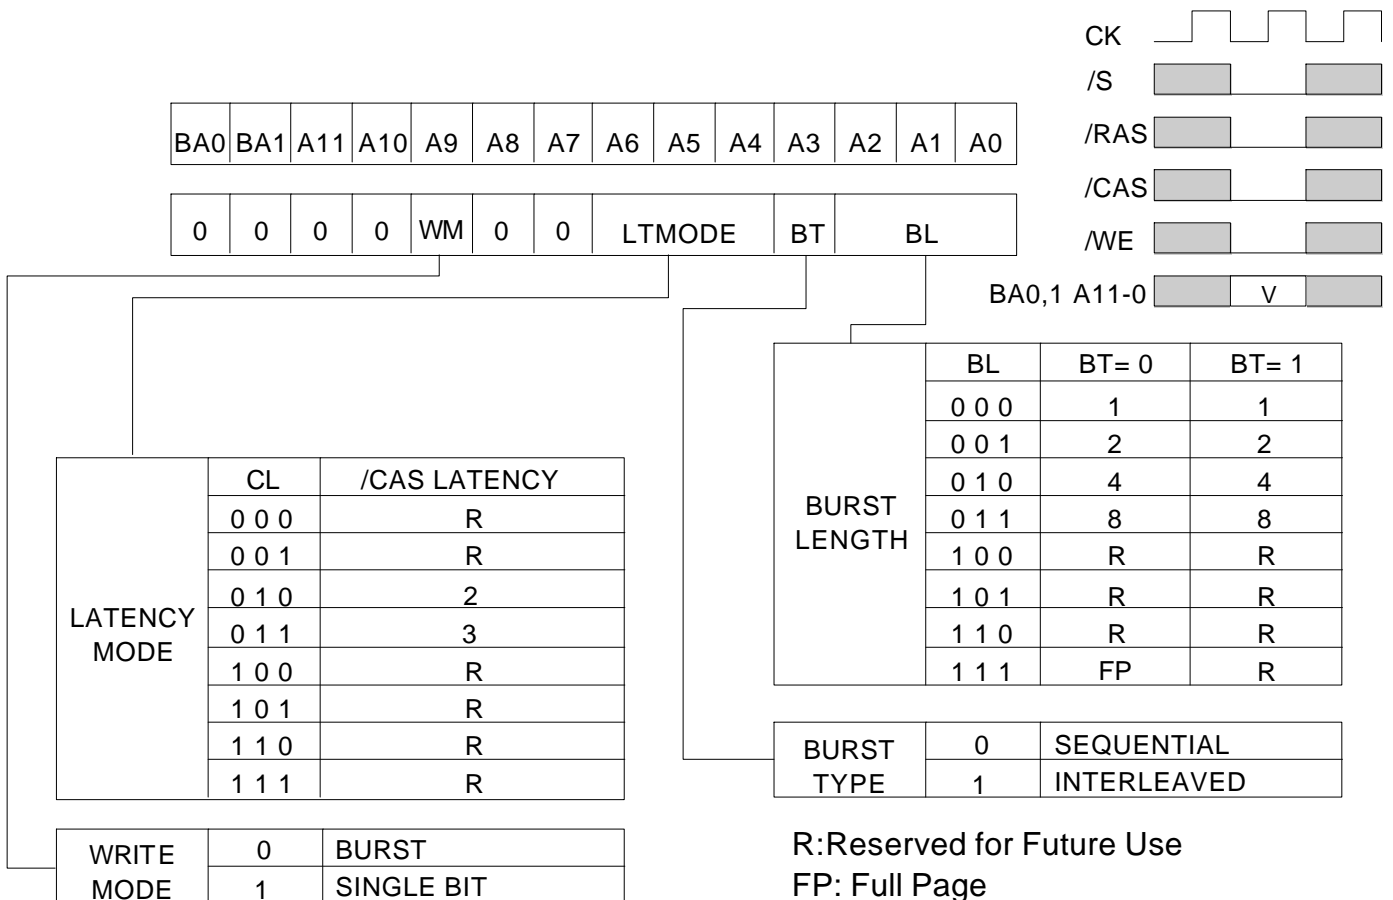 CK
/S
/RAS
/CAS
/WE
BA0,1 A11-0 V
BA0 BA1 A11 A10 A9 A8 A7 A6 A5 A4 A3 A2 A1 A0
0 0 0 0 WM 0 0 LTMODE BT BL
BL BT= 0 BT= 1
0 0 0 1 1
0 0 1 2 2
0 1 0 4 4
0 1 1 8 8
1 0 0 R R
1 0 1 R R
1 1 0 R R
1 1 1 FP R
BURST
LENGTH
CL /CAS LATENCY
0 0 0 R
0 0 1 R
0 1 0 2
0 1 1 3
1 0 0 R
1 0 1 R
1 1 0 R
1 1 1 R
LATENCY
MODE
BURST
TYPE
0 SEQUENTIAL
1 INTERLEAVED
WRITE
MODE
0 BURST
1 SINGLE BIT
R:Reserved for Future Use
FP: Full Page